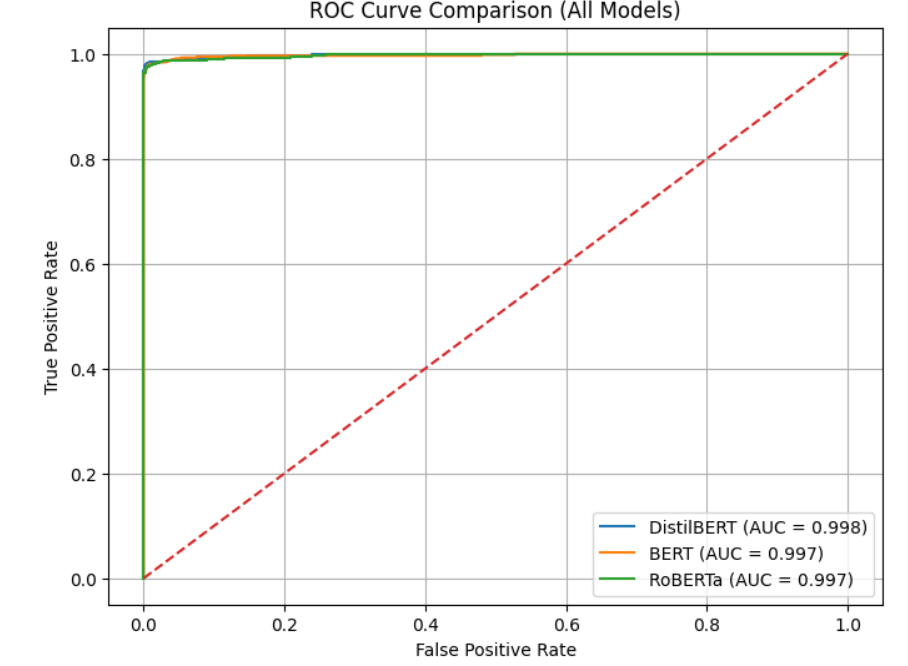 ROC Curve Comparison (All Models)
True Positive Rate
1.0
0.8
0.6
0.4
0.2
0.0
DistilBERT (AUC = 0.998)
BERT (AUC = 0.997)
RoBERTa (AUC = 0.997)
0.0 0.2 0.4 0.6 0.8 1.0
False Positive Rate